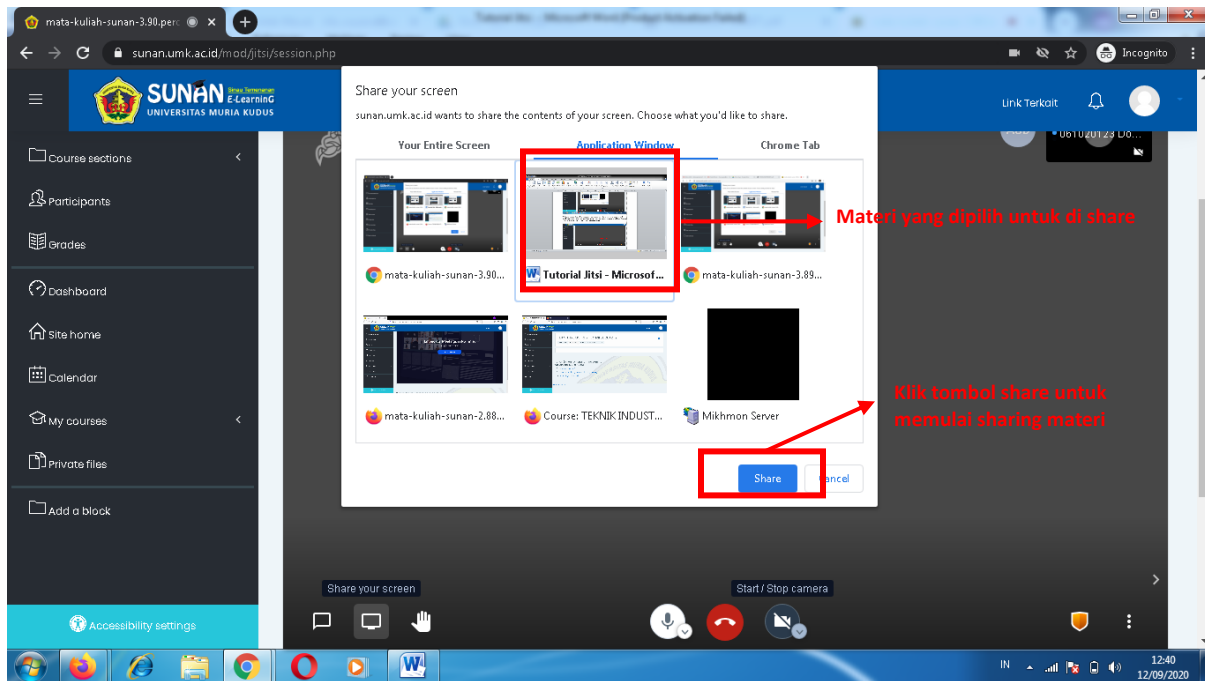 mata-kuliah-sunan-3.90.perc
sunan.umk.ac.id/mod/jitsi/session.php
Incognito
SUNAN Sinau Temenanan
E-Learning
UNIVERSITAS MURIA KUDUS
Link Terkait
Course sections
Participants
Grades
Dashboard
Site home
Calendar
My courses
Private files
Add a block
Accessibility settings
Share your screen
sunan.umk.ac.id wants to share the contents of your screen. Choose what you'd like to share.
Your Entire Screen
Application Window
Chrome Tab
mata-kuliah-sunan-3.90...
Tutorial Jitsi - Microsof...
mata-kuliah-sunan-3.89...
mata-kuliah-sunan-2.88...
Course: TEKNIK INDUST...
Mikhmon Server
Share
Cancel
Materi yang dipilih untuk di share
Klik tombol share untuk
memulai sharing materi
Share your screen
Start / Stop camera
IN
12:40
12/09/2020